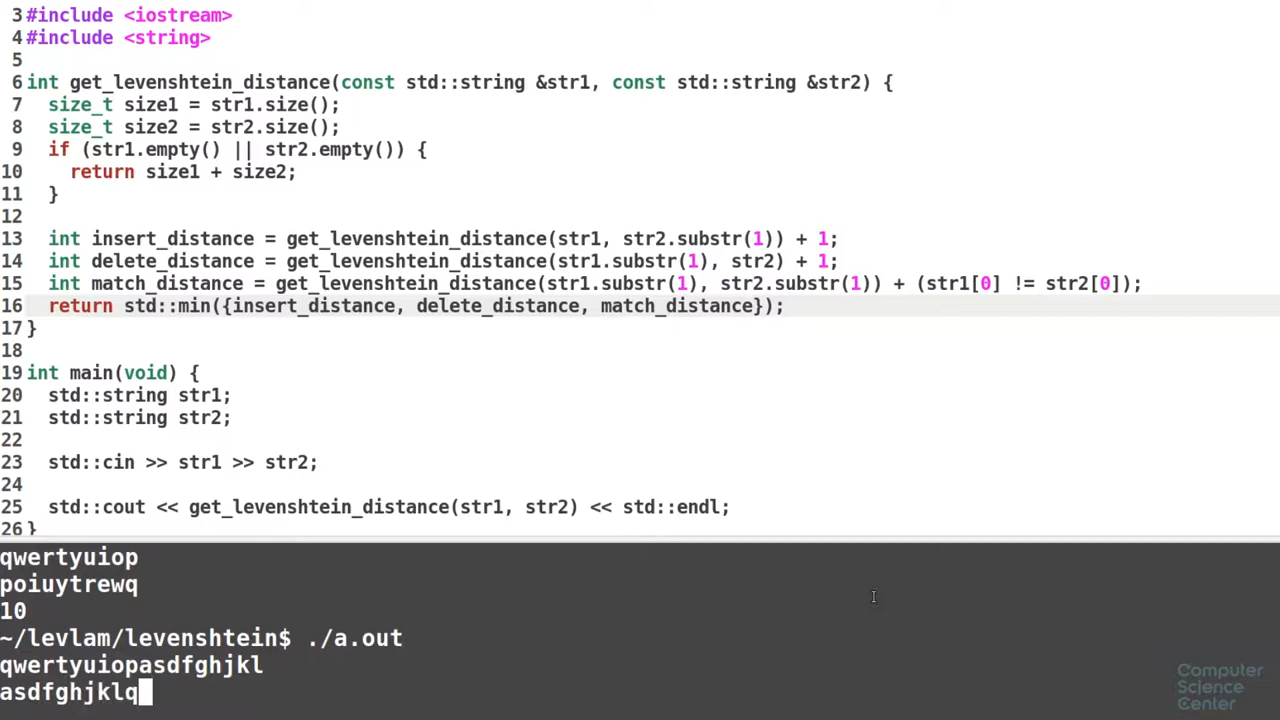 3 #include <iostream>
4 #include <string>
5
6 int get_levenshtein_distance(const std::string &str1, const std::string &str2) {
7   size_t size1 = str1.size();
8   size_t size2 = str2.size();
9   if (str1.empty() || str2.empty()) {
10     return size1 + size2;
11   }
12
13   int insert_distance = get_levenshtein_distance(str1, str2.substr(1)) + 1;
14   int delete_distance = get_levenshtein_distance(str1.substr(1), str2) + 1;
15   int match_distance = get_levenshtein_distance(str1.substr(1), str2.substr(1)) + (str1[0] != str2[0]);
16   return std::min({insert_distance, delete_distance, match_distance});
17 }
18
19 int main(void) {
20   std::string str1;
21   std::string str2;
22
23   std::cin >> str1 >> str2;
24
25   std::cout << get_levenshtein_distance(str1, str2) << std::endl;
26 }
qwertyuiop
poiuytrewq
10
~/levlam/levenshtein$ ./a.out
qwertyuiopasdfghjkl
asdfghjklq
Computer
Science
Center